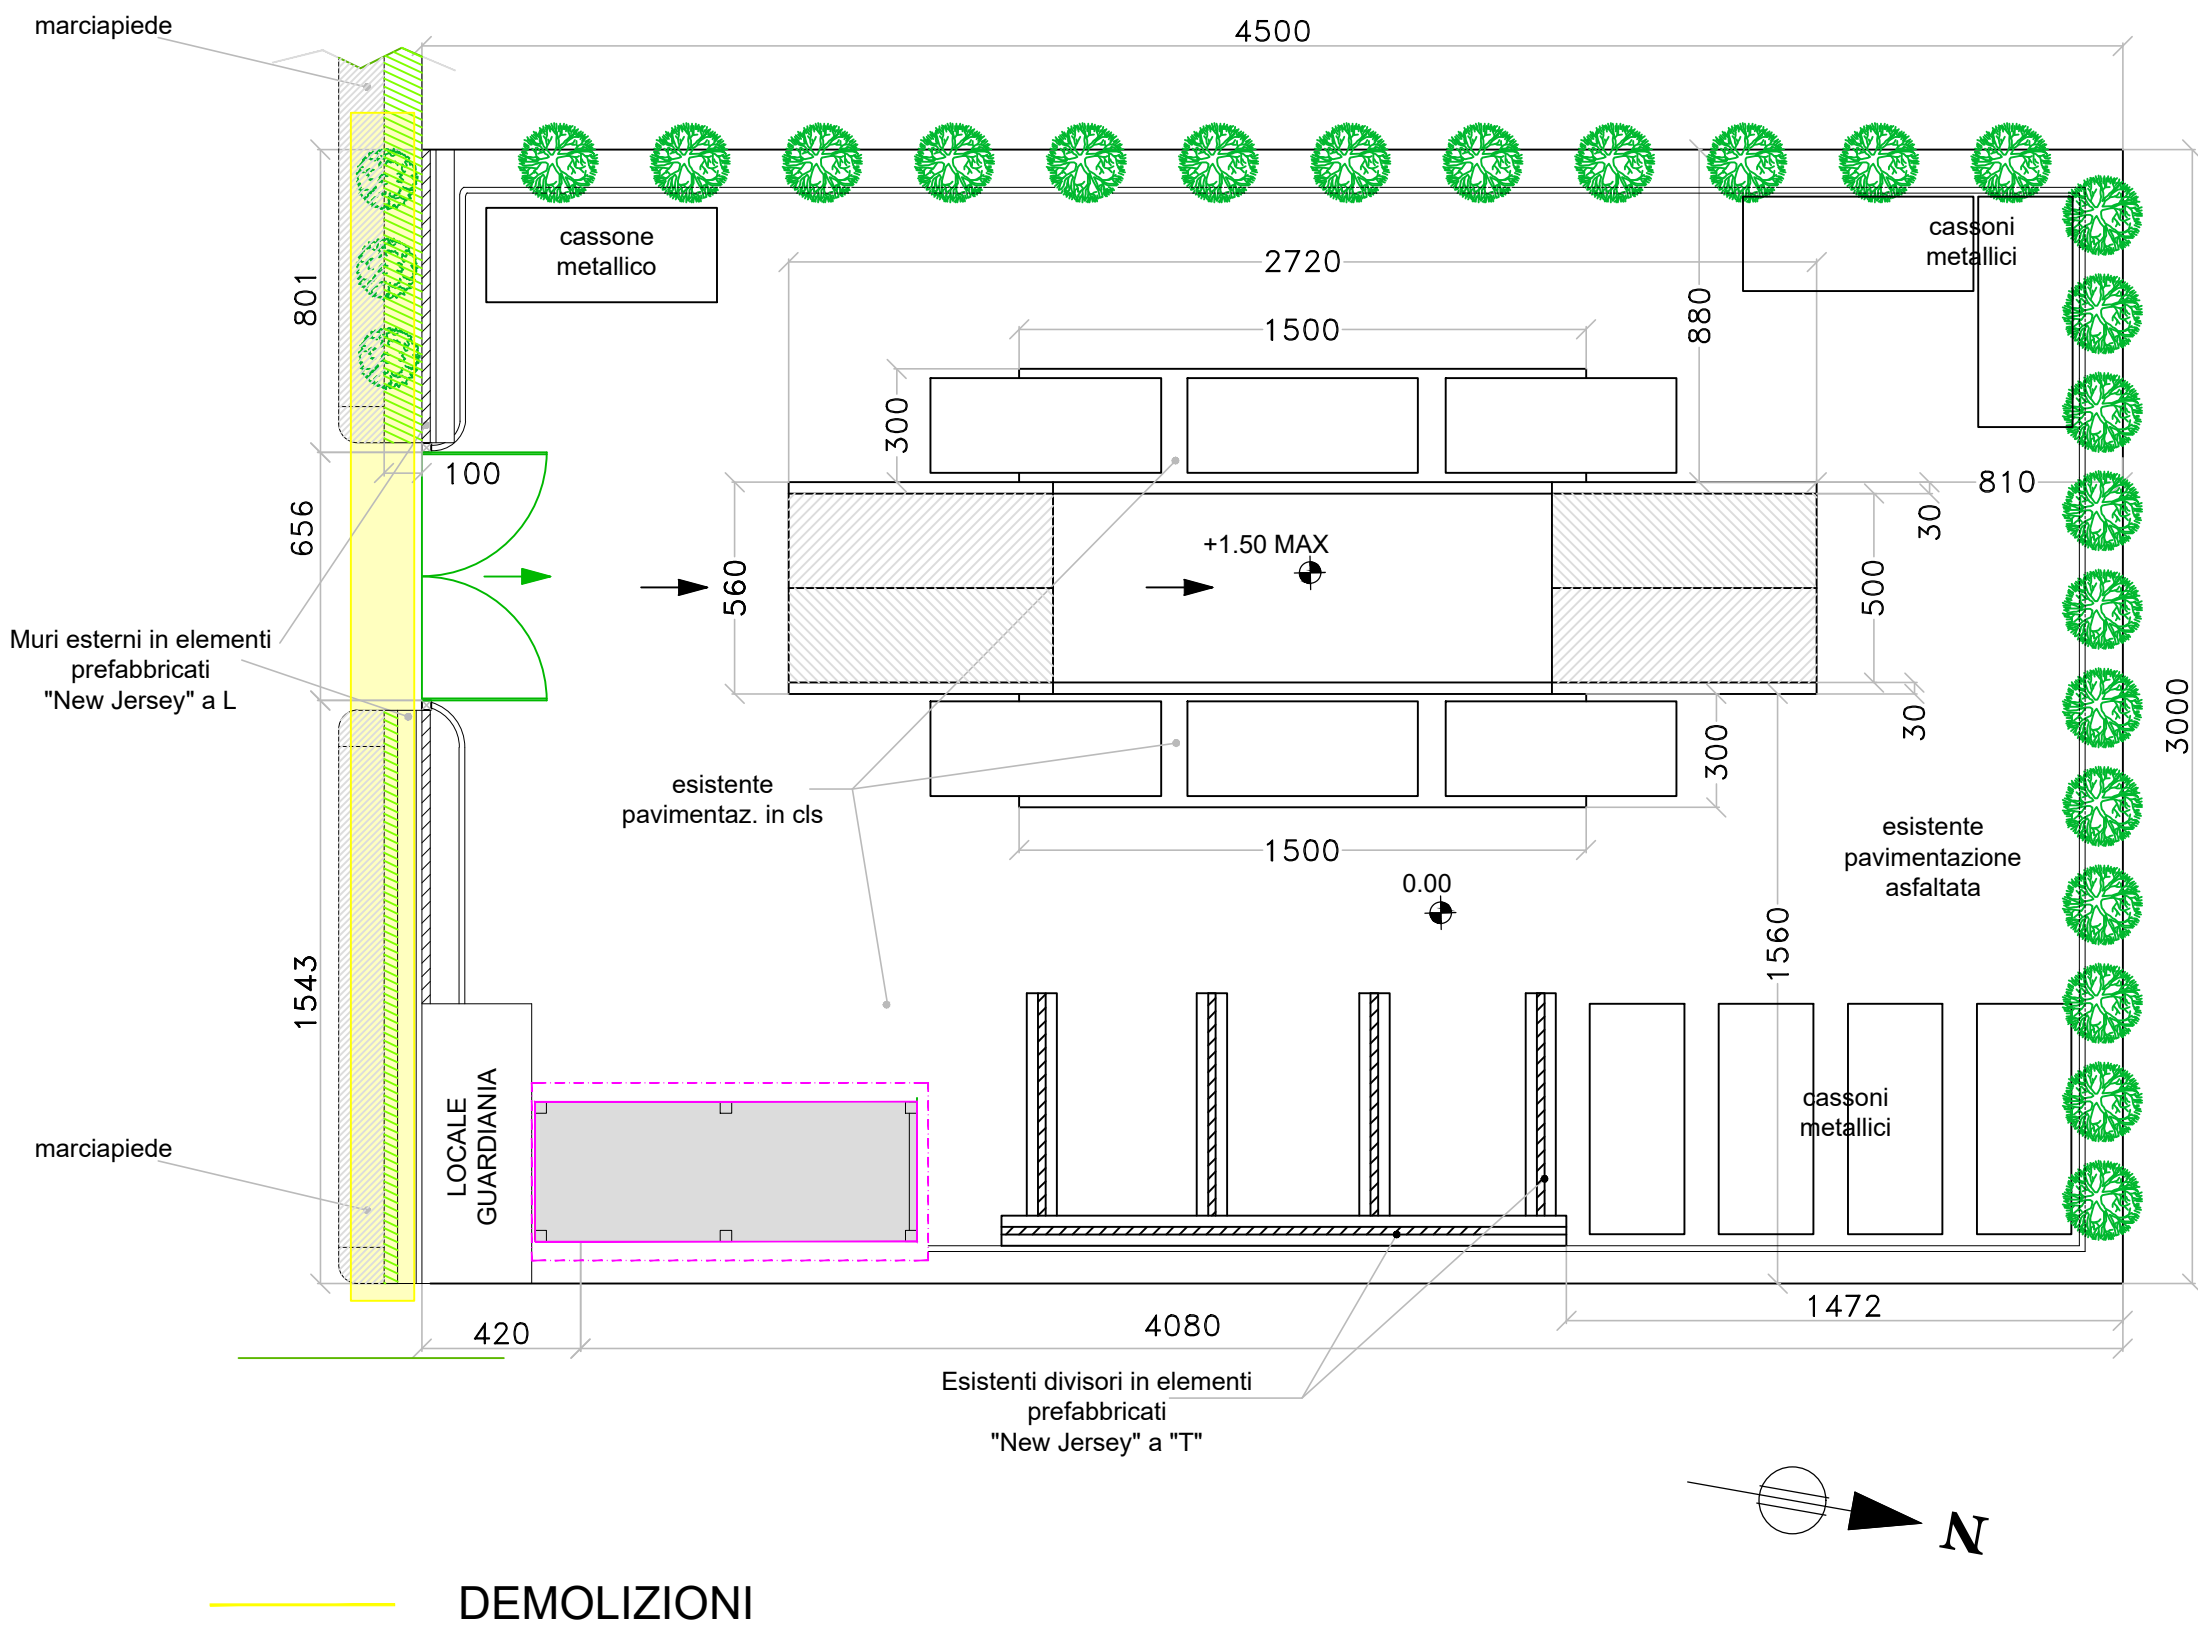 marciapiede
4500
cassone
metallico
cassoni
metallici
2720
801
880
1500
300
100
810
30
656
+1.50 MAX
560
500
Muri esterni in elementi
prefabbricati
"New Jersey" a L
30
3000
300
esistente
pavimentaz. in cls
esistente
pavimentazione
asfaltata
1500
0.00
1560
1543
LOCALE
GUARDIANIA
cassoni
metallici
marciapiede
1472
420
4080
Esistenti divisori in elementi
prefabbricati
"New Jersey" a "T"
N
DEMOLIZIONI